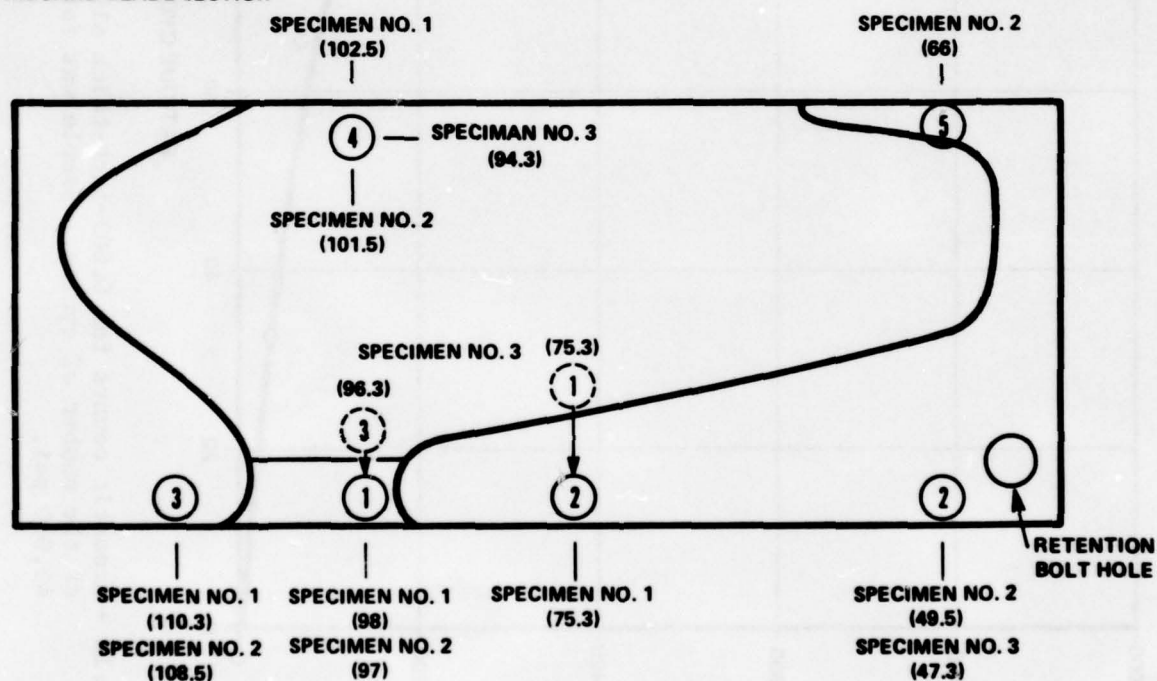 SPECIMEN NO. 1
(102.5)
SPECIMEN NO. 2
(66)
4
SPECIMAN NO. 3
(94.3)
5
SPECIMEN NO. 2
(101.5)
SPECIMEN NO. 3
(75.3)
(96.3)
1
3
3
1
2
2
RETENTION
BOLT HOLE
SPECIMEN NO. 1
(110.3)
SPECIMEN NO. 2
(108.5)
SPECIMEN NO. 1
(98)
SPECIMEN NO. 2
(97)
SPECIMEN NO. 1
(75.3)
SPECIMEN NO. 2
(49.5)
SPECIMEN NO. 3
(47.3)